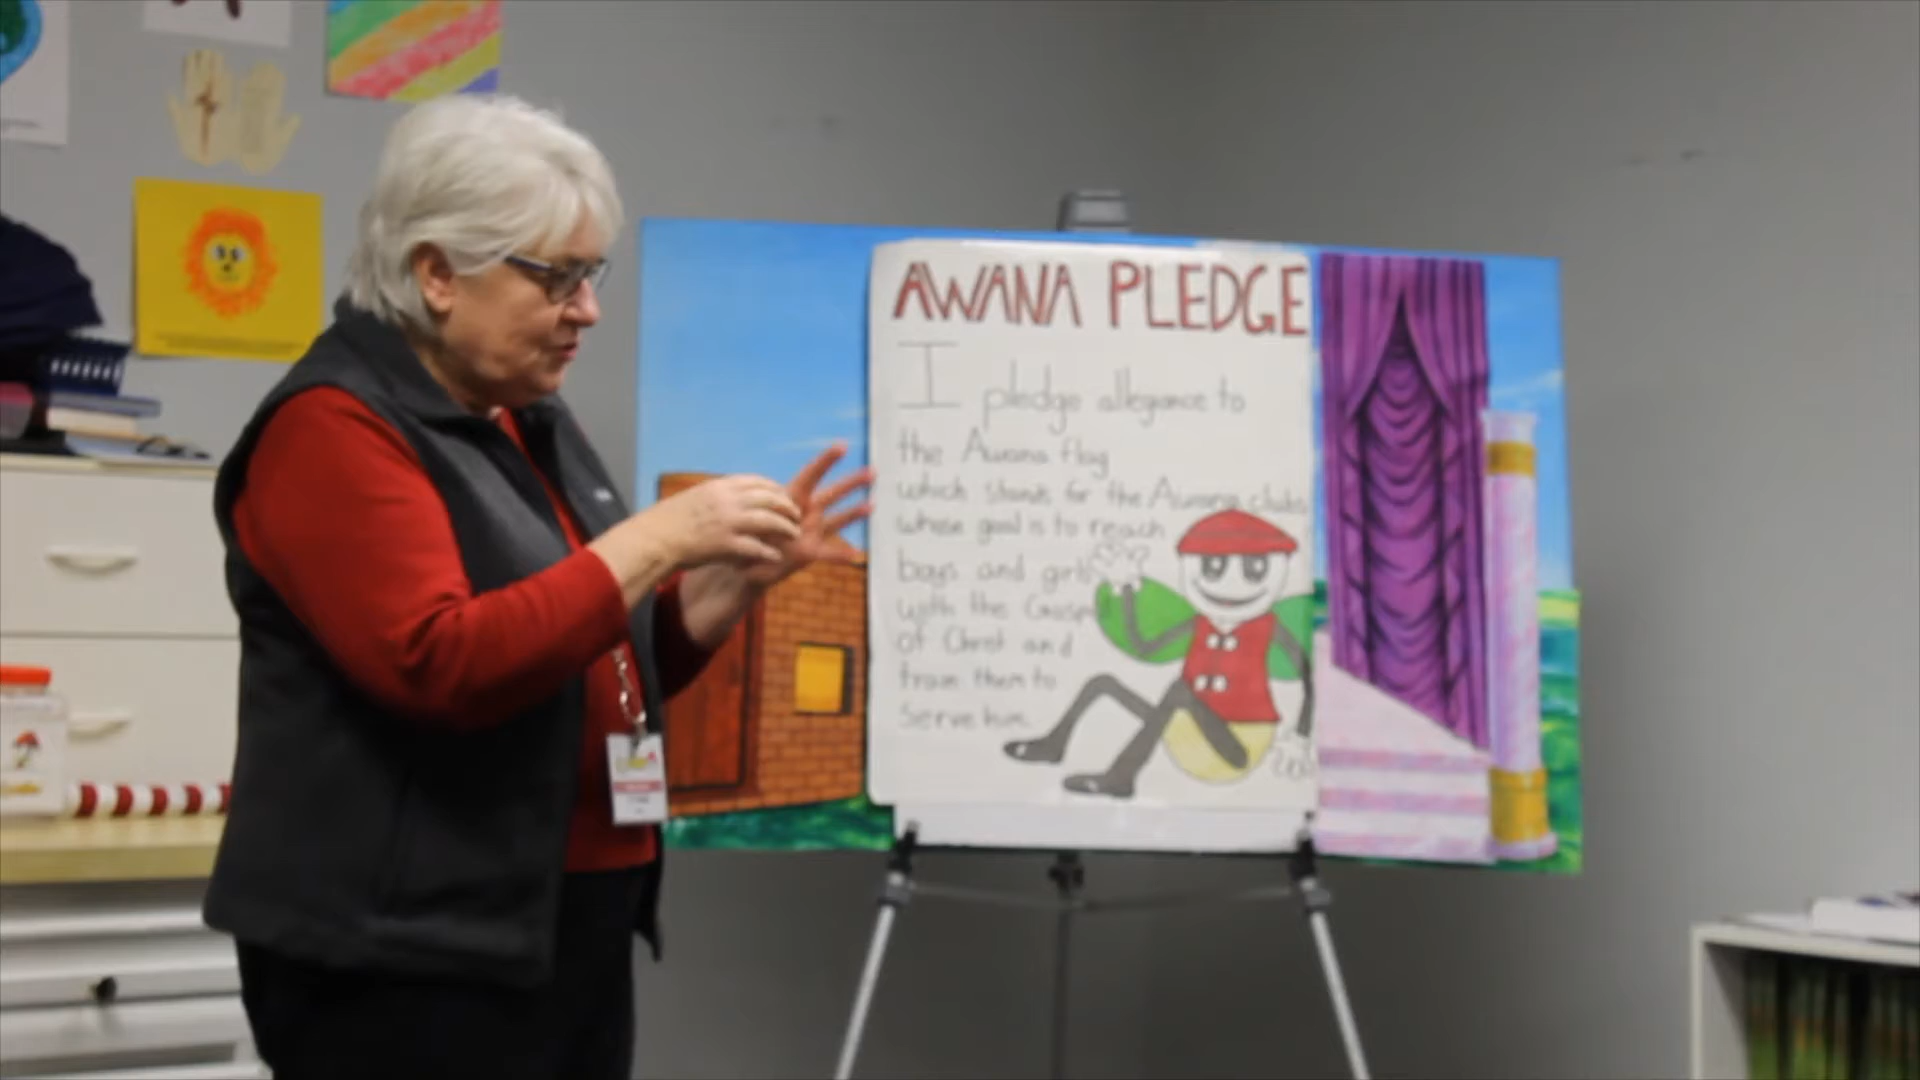 AWANA PLEDGE
I pledge allegiance to
the Awana flag
which stands for the Awana clubs
whose goal is to reach
boys and girls
with the Gospel
of Christ and
train them to
serve him.